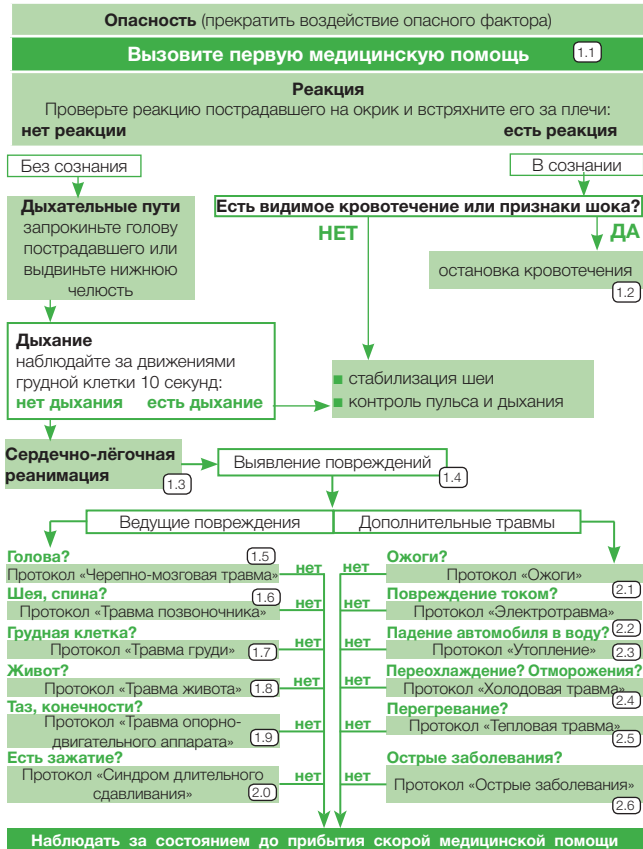 Опасность (прекратить воздействие опасного фактора)
Вызовите первую медицинскую помощь 1.1
Реакция
Проверьте реакцию пострадавшего на окрик и встряхните его за плечи:
нет реакции есть реакция
Без сознания
В сознании
Дыхательные пути
запрокиньте голову
пострадавшего или
выдвиньте нижнюю
челюсть
Есть видимое кровотечение или признаки шока?
НЕТ
ДА
остановка кровотечения
1.2
Дыхание
наблюдайте за движениями
грудной клетки 10 секунд:
нет дыхания есть дыхание
стабилизация шеи
контроль пульса и дыхания
Сердечно-лёгочная
реанимация 1.3
Выявление повреждений 1.4
Ведущие повреждения
Дополнительные травмы
Голова? 1.5
Протокол «Черепно-мозговая травма» нет
Шея, спина? 1.6
Протокол «Травма позвоночника» нет
Грудная клетка?
Протокол «Травма груди» 1.7 нет
Живот?
Протокол «Травма живота» 1.8 нет
Таз, конечности?
Протокол «Травма опорно-
двигательного аппарата» 1.9 нет
Есть зажатие?
Протокол «Синдром длительного
сдавливания» 2.0 нет
Ожоги?
нет Протокол «Ожоги» 2.1
Повреждение током?
нет Протокол «Электротравма» 2.2
Падение автомобиля в воду?
нет Протокол «Утопление» 2.3
Переохлаждение? Отморожения?
нет Протокол «Холодовая травма» 2.4
Перегревание?
нет Протокол «Тепловая травма» 2.5
Острые заболевания?
нет Протокол «Острые заболевания» 2.6
Наблюдать за состоянием до прибытия скорой медицинской помощи